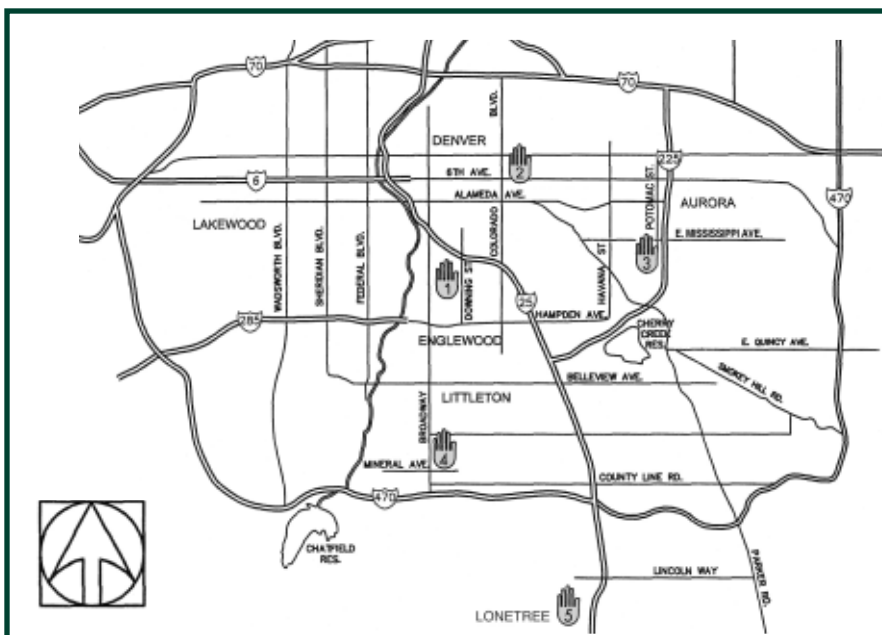 70
70
DENVER
BLVD.
2
6TH AVE.
225
6
ALAMEDA AVE.
POTOMAC ST.
AURORA
470
LAKEWOOD
WADSWORTH BLVD.
SHERIDIAN BLVD.
FEDERAL BLVD.
COLORADO
E. MISSISSIPPI AVE.
HAVANA ST
3
1
DOWNING ST.
25
285
HAMPDEN AVE.
ENGLEWOOD
CHERRY
CREEK
RES.
E. QUINCY AVE.
SMOKEY HILL RD.
BELLEVIEW AVE.
LITTLETON
BROADWAY
4
MINERAL AVE.
COUNTY LINE RD.
470
CHATFIELD
RES.
LINCOLN WAY
PARKER RD.
LONETREE
5